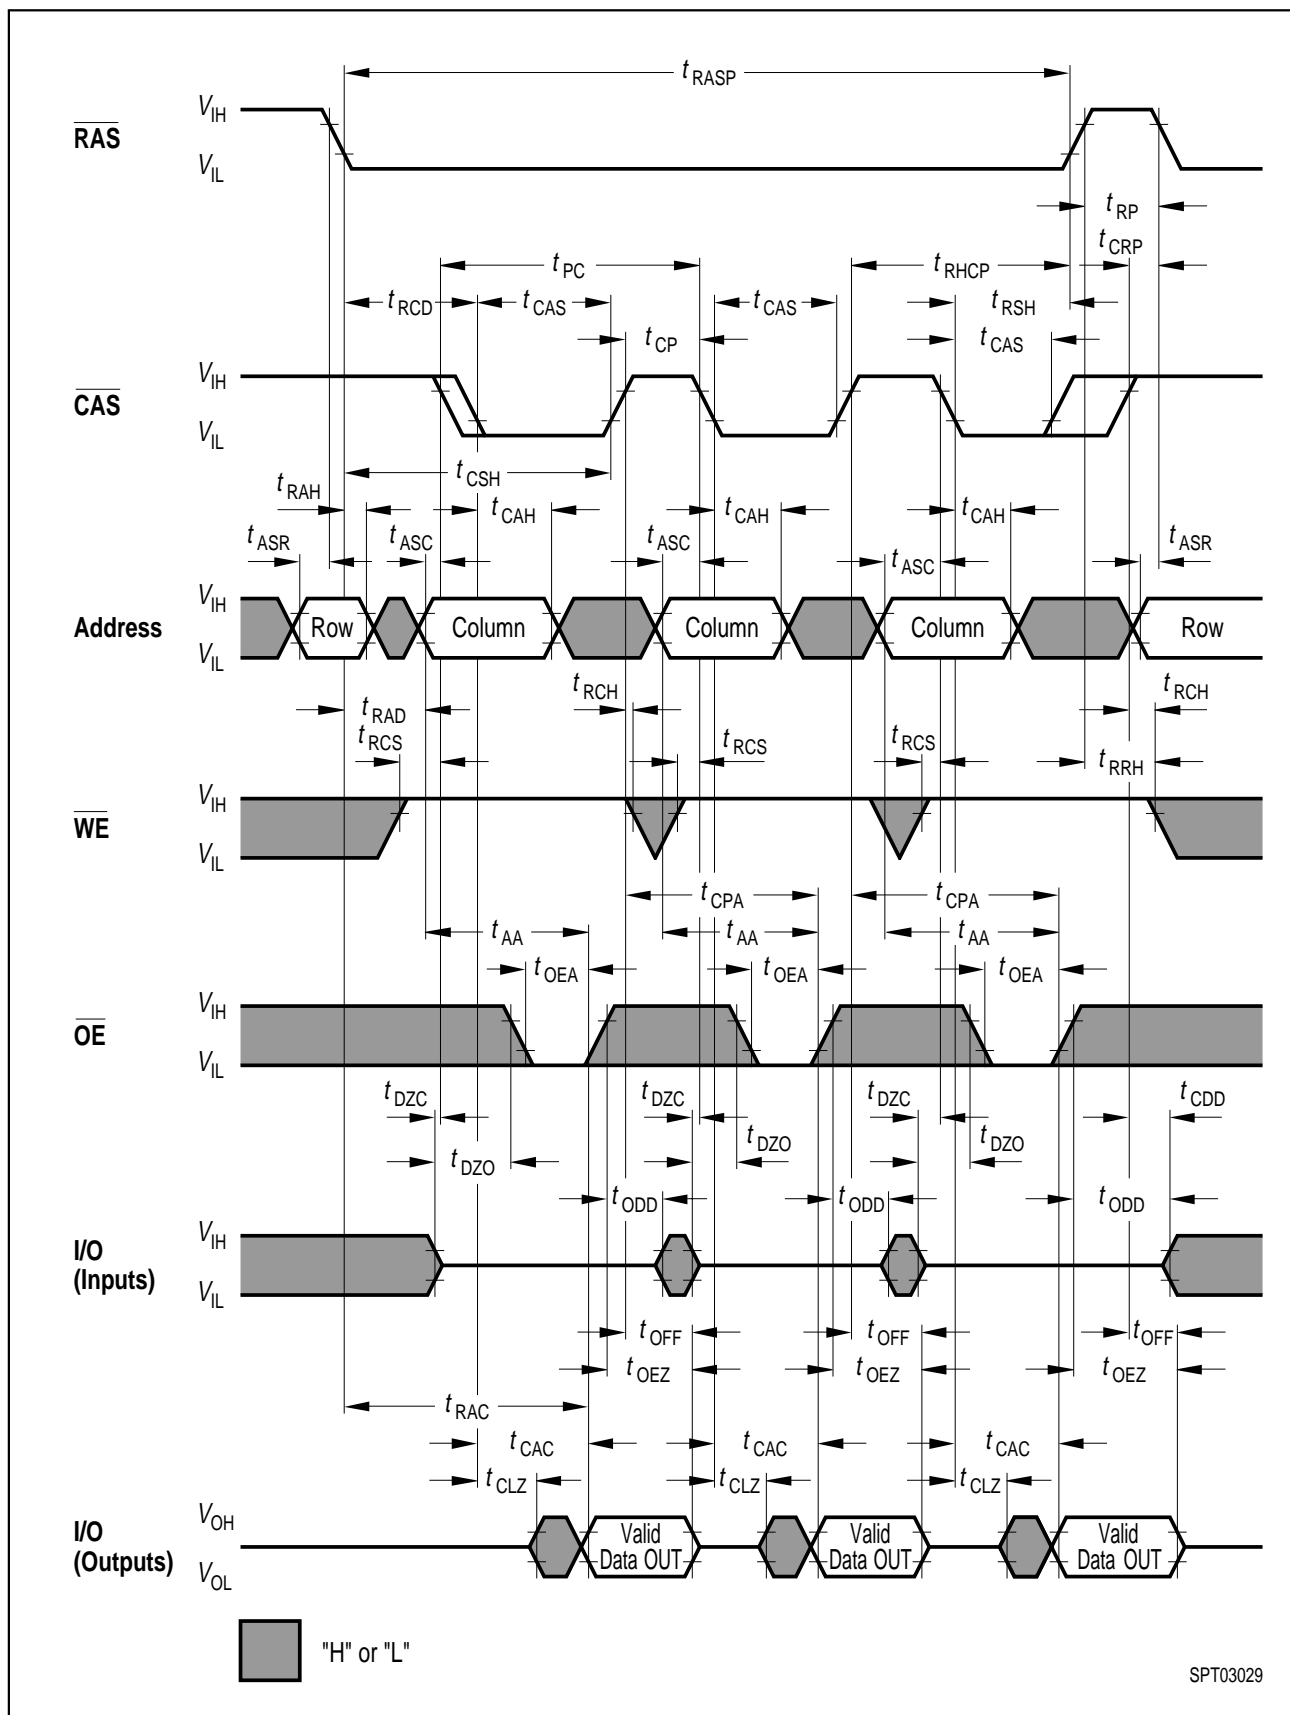 tRASP
VIH
RAS
VIL
tRP
tCRP
tPC tRHCP
tRCD tCAS tCAS tRSH
tCP tCAS
VIH
CAS
VIL
tCSH
tRAH tCAH tCAH tCAH
tASR tASC tASC tASC tASR
VIH
Address Row Column Column Column Row
VIL
tRCH tRCH
tRAD
tRCS tRCS tRCS tRRH
VIH
WE
VIL
tCPA tCPA
tAA tAA tAA
tOEA tOEA tOEA
VIH
OE
VIL
tDZC tDZC tDZC tCDD
tDZO tDZO tDZO
tODD tODD tODD
VIH
I/O
(Inputs)
VIL
tOFF tOFF tOFF
tOEZ tOEZ tOEZ
tRAC
tCAC tCAC tCAC
tCLZ tCLZ tCLZ
VOH
I/O Valid Valid Valid
(Outputs) Data OUT Data OUT Data OUT
VOL
"H" or "L"
SPT03029